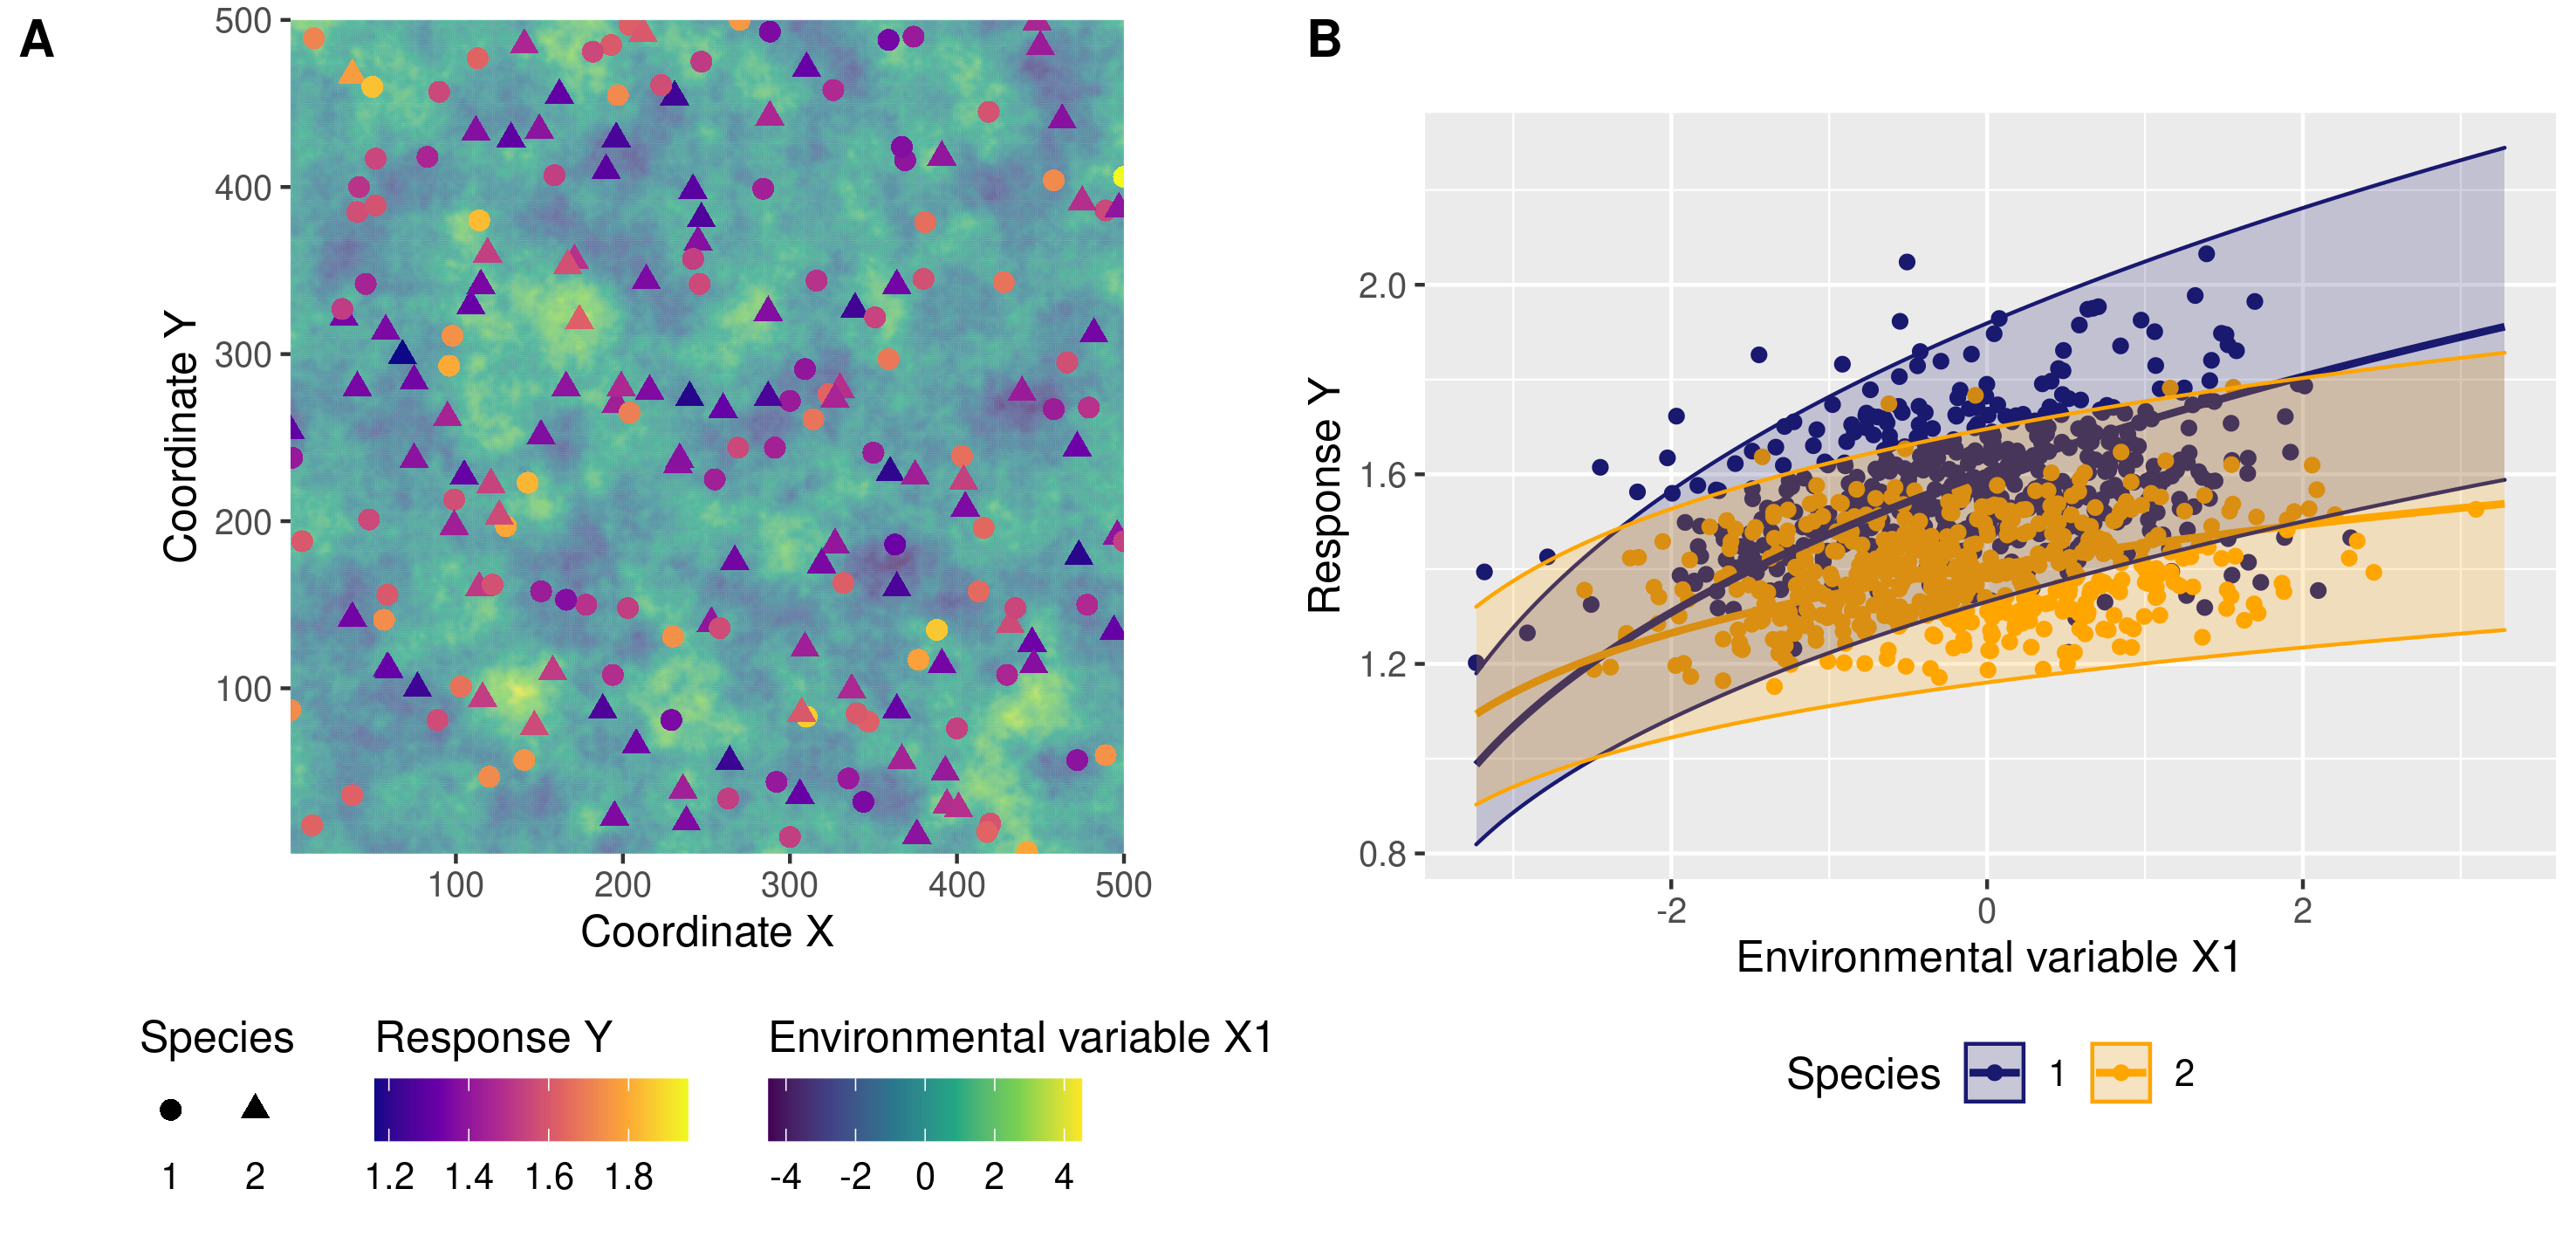 A
500
400
300
200
100
Coordinate Y
100 200 300 400 500
Coordinate X
Species
1 2
Response Y
1.2 1.4 1.6 1.8
Environmental variable X1
-4 -2 0 2 4
B
2.0
1.6
1.2
0.8
Response Y
-2 0 2
Environmental variable X1
Species 1 2